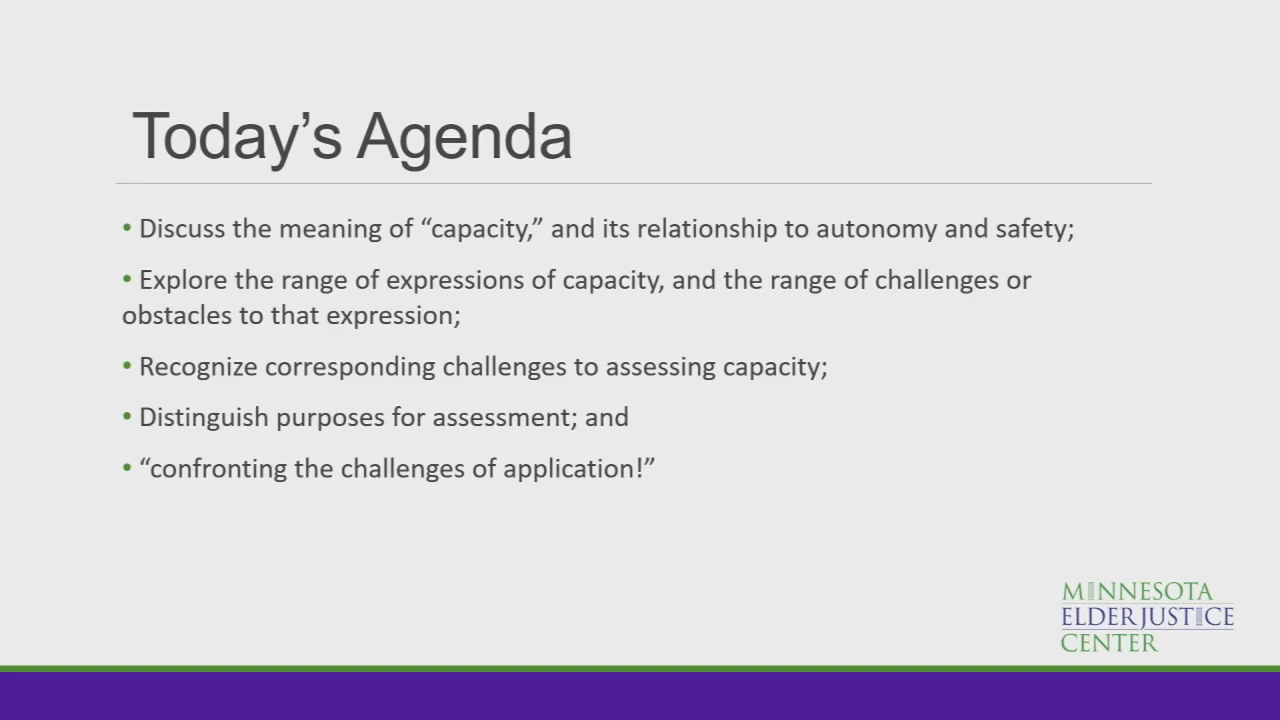 Today’s Agenda
• Discuss the meaning of “capacity,” and its relationship to autonomy and safety;
• Explore the range of expressions of capacity, and the range of challenges or
obstacles to that expression;
• Recognize corresponding challenges to assessing capacity;
• Distinguish purposes for assessment; and
• “confronting the challenges of application!”
MINNESOTA
ELDER JUSTICE
CENTER